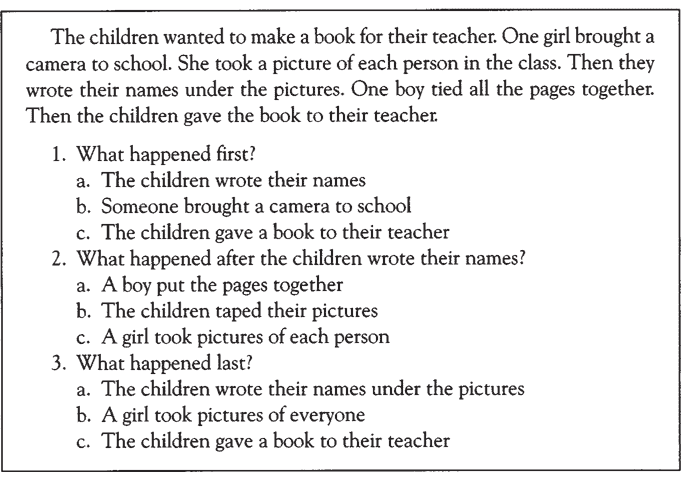 The children wanted to make a book for their teacher. One girl brought a
camera to school. She took a picture of each person in the class. Then they
wrote their names under the pictures. One boy tied all the pages together.
Then the children gave the book to their teacher.
1. What happened first?
a. The children wrote their names
b. Someone brought a camera to school
c. The children gave a book to their teacher
2. What happened after the children wrote their names?
a. A boy put the pages together
b. The children taped their pictures
c. A girl took pictures of each person
3. What happened last?
a. The children wrote their names under the pictures
b. A girl took pictures of everyone
c. The children gave a book to their teacher